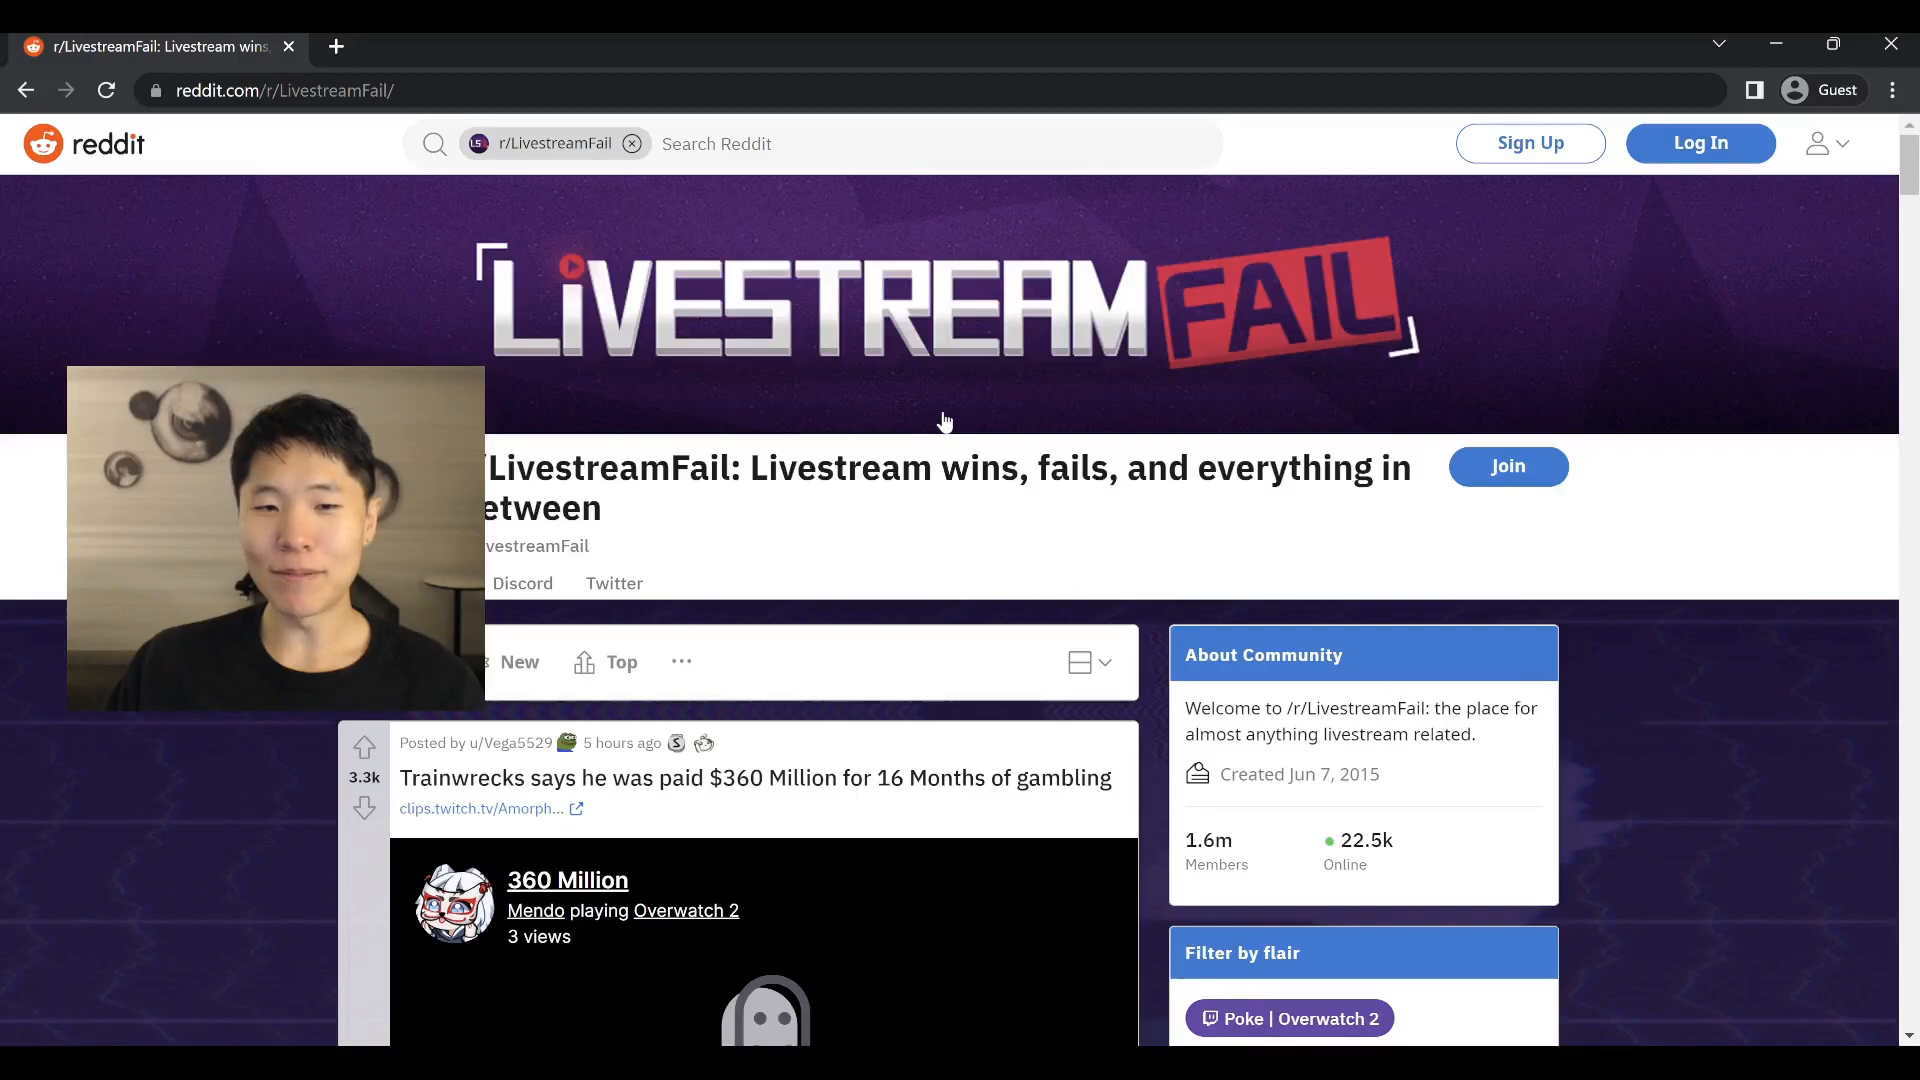 r/LivestreamFail: Livestream wins,
reddit.com/r/LivestreamFail/
Guest
reddit
r/LivestreamFail
Search Reddit
Sign Up
Log In
LiVESTREAM FAIL
/LivestreamFail: Livestream wins, fails, and everything in
etween
Join
vestreamFail
Discord
Twitter
New
Top
About Community
Welcome to /r/LivestreamFail: the place for
almost anything livestream related.
Created Jun 7, 2015
1.6m
22.5k
Members
Online
Posted by u/Vega5529
5 hours ago
3.3k
Trainwrecks says he was paid $360 Million for 16 Months of gambling
clips.twitch.tv/Amorph...
360 Million
Mendo playing Overwatch 2
3 views
Filter by flair
Poke | Overwatch 2